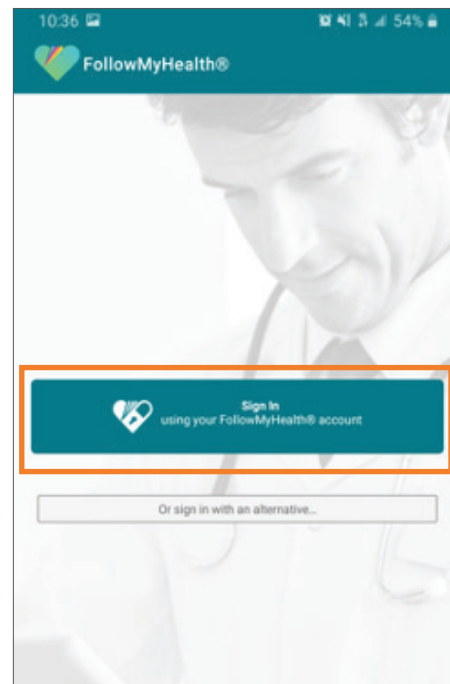 10:36 54%
FollowMyHealth®
Sign In
using your FollowMyHealth® account
Or sign in with an alternative...